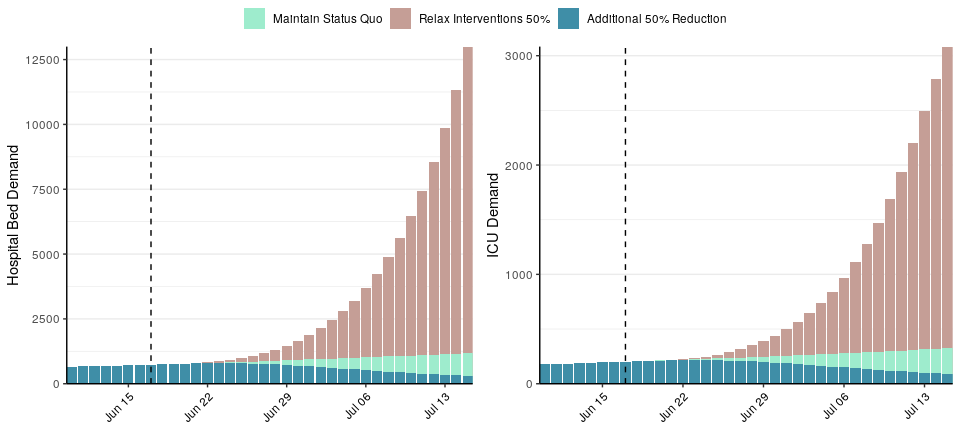 Maintain Status Quo Relax Interventions 50% Additional 50% Reduction
Hospital Bed Demand
12500
10000
7500
5000
2500
0
Jun 15 Jun 22 Jun 29 Jul 06 Jul 13
ICU Demand
3000
2000
1000
0
Jun 15 Jun 22 Jun 29 Jul 06 Jul 13